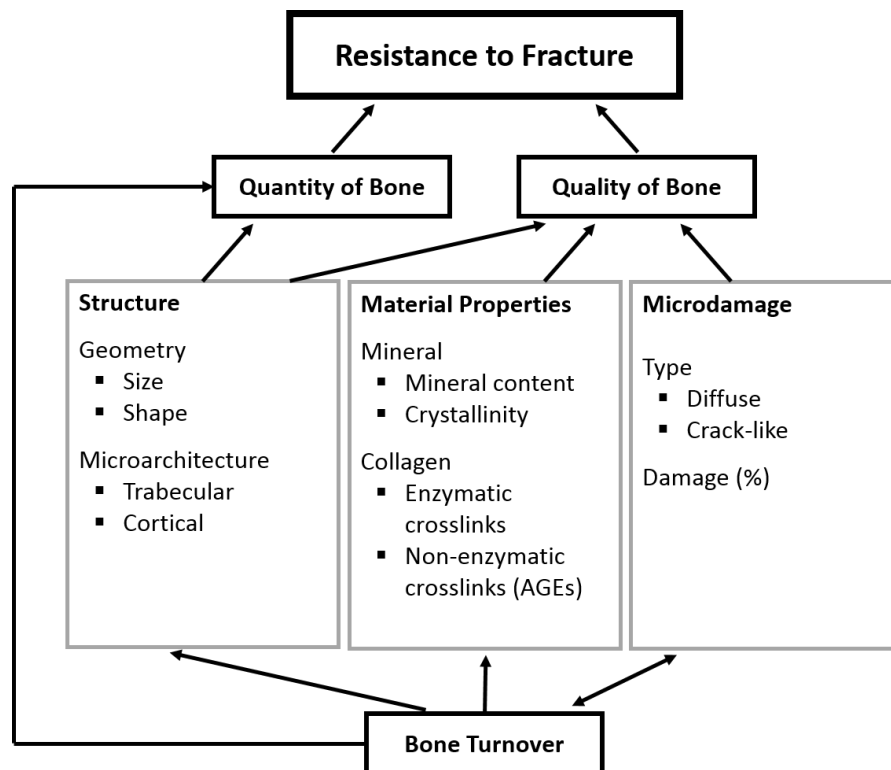 Resistance to Fracture
Quantity of Bone
Quality of Bone
Structure
Geometry
▪ Size
▪ Shape
Microarchitecture
▪ Trabecular
▪ Cortical
Material Properties
Mineral
▪ Mineral content
▪ Crystallinity
Collagen
▪ Enzymatic
crosslinks
▪ Non-enzymatic
crosslinks (AGEs)
Microdamage
Type
▪ Diffuse
▪ Crack-like
Damage (%)
Bone Turnover